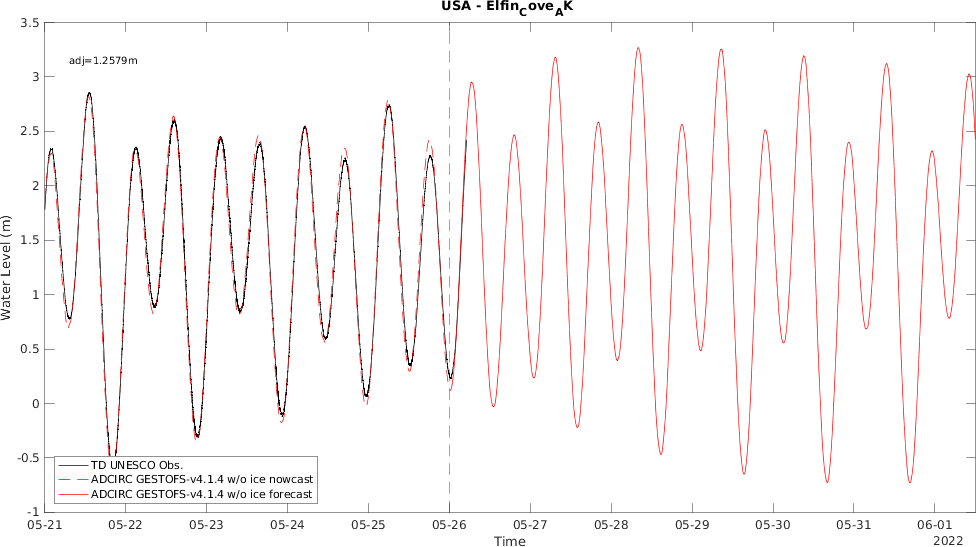 USA - ElfinCoveAK
adj=1.2579m
Water Level (m)
3.5
3
2.5
2
1.5
1
0.5
0
-0.5
-1
TD UNESCO Obs.
ADCIRC GESTOFS-v4.1.4 w/o ice nowcast
ADCIRC GESTOFS-v4.1.4 w/o ice forecast
05-21 05-22 05-23 05-24 05-25 05-26 05-27 05-28 05-29 05-30 05-31 06-01
Time
2022